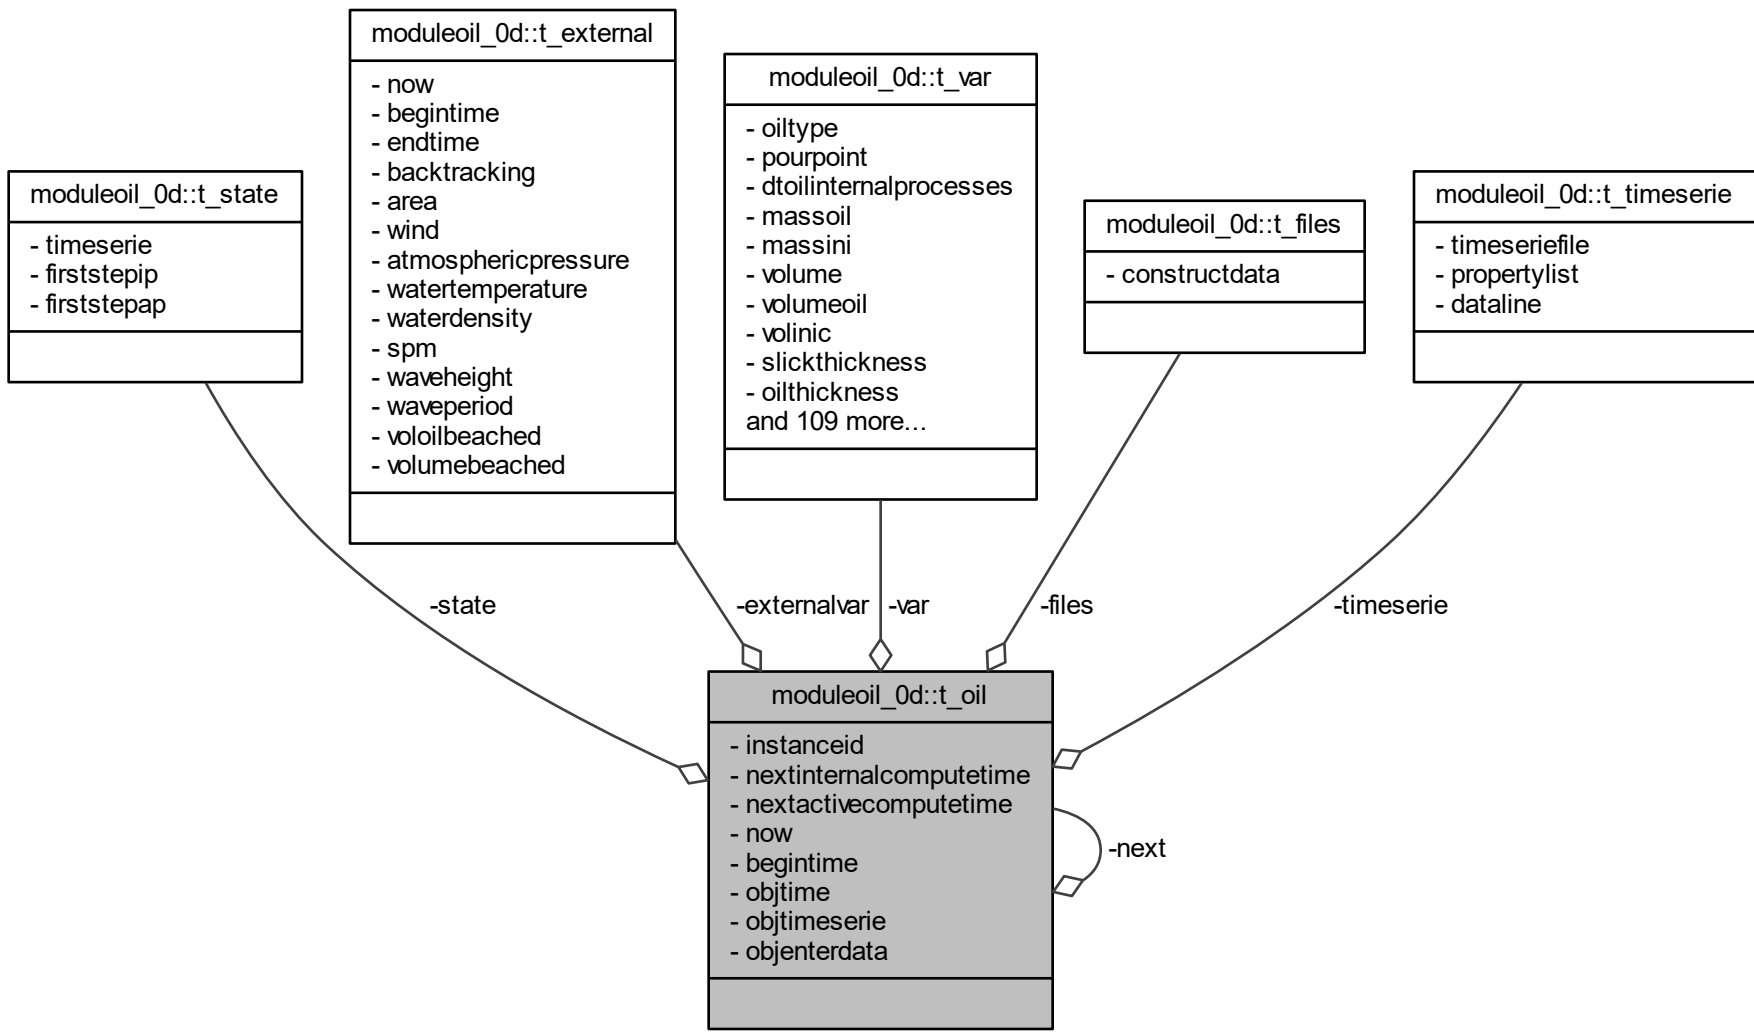 moduleoil_0d::t_state
- timeserie
- firststepip
- firststepap
moduleoil_0d::t_external
- now
- begintime
- endtime
- backtracking
- area
- wind
- atmosphericpressure
- watertemperature
- waterdensity
- spm
- waveheight
- waveperiod
- voloilbeached
- volumebeached
moduleoil_0d::t_var
- oiltype
- pourpoint
- dtoilinternalprocesses
- massoil
- massini
- volume
- volumeoil
- volinic
- slickthickness
- oilthickness
and 109 more...
moduleoil_0d::t_files
- constructdata
moduleoil_0d::t_timeserie
- timeseriefile
- propertylist
- dataline
-state
-externalvar
-var
-files
-timeserie
moduleoil_0d::t_oil
- instanceid
- nextinternalcomputetime
- nextactivecomputetime
- now
- begintime
- objtime
- objtimeserie
- objenterdata
-next